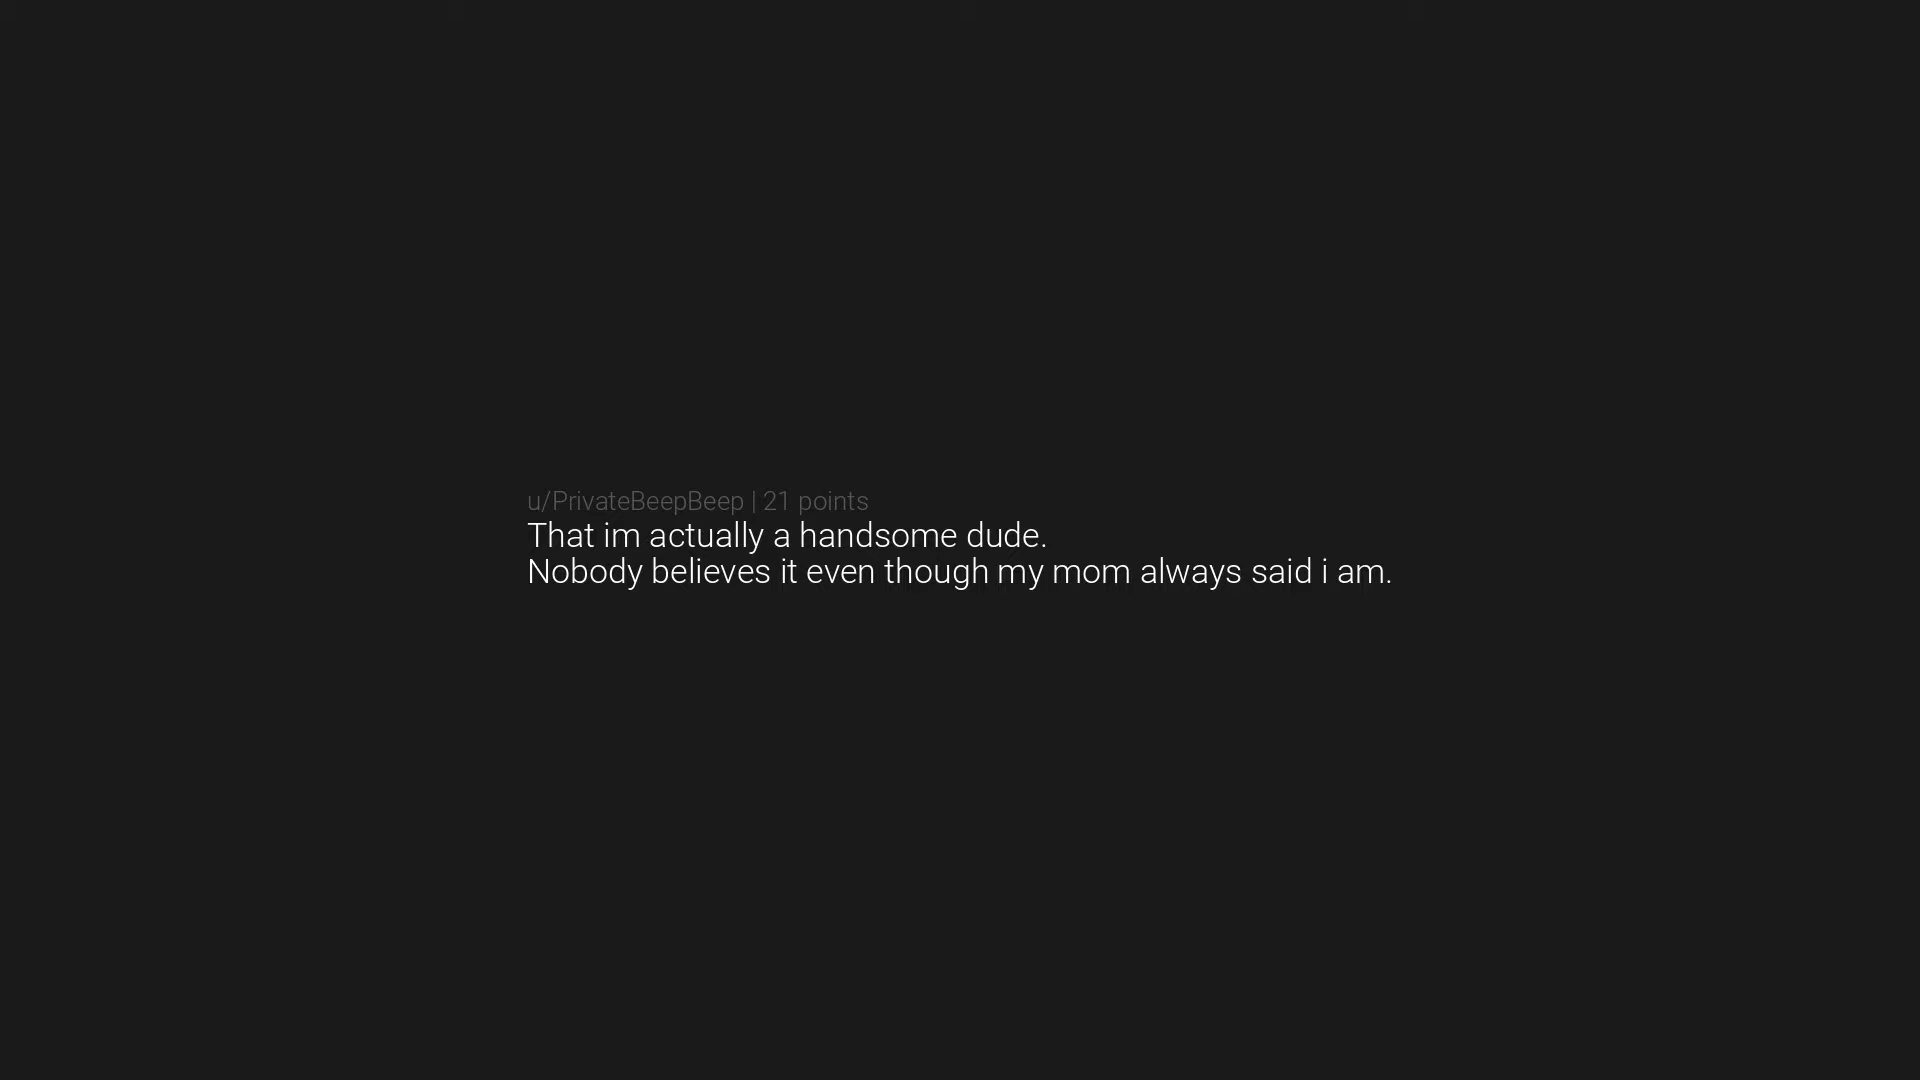 u/PrivateBeepBeep | 21 points
That im actually a handsome dude.
Nobody believes it even though my mom always said i am.